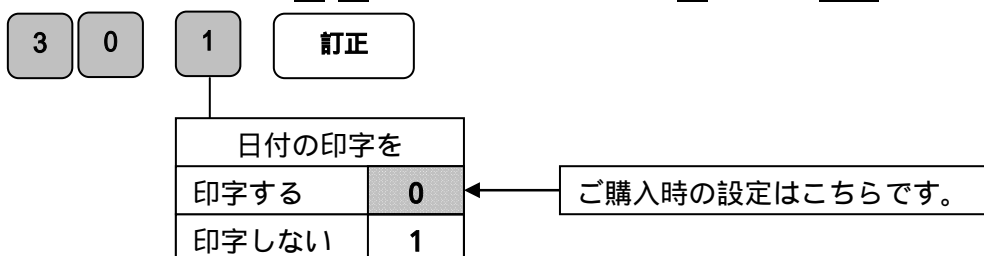 3 0 1 訂正
日付の印字を
印字する 0 ご購入時の設定はこちらです。
印字しない 1